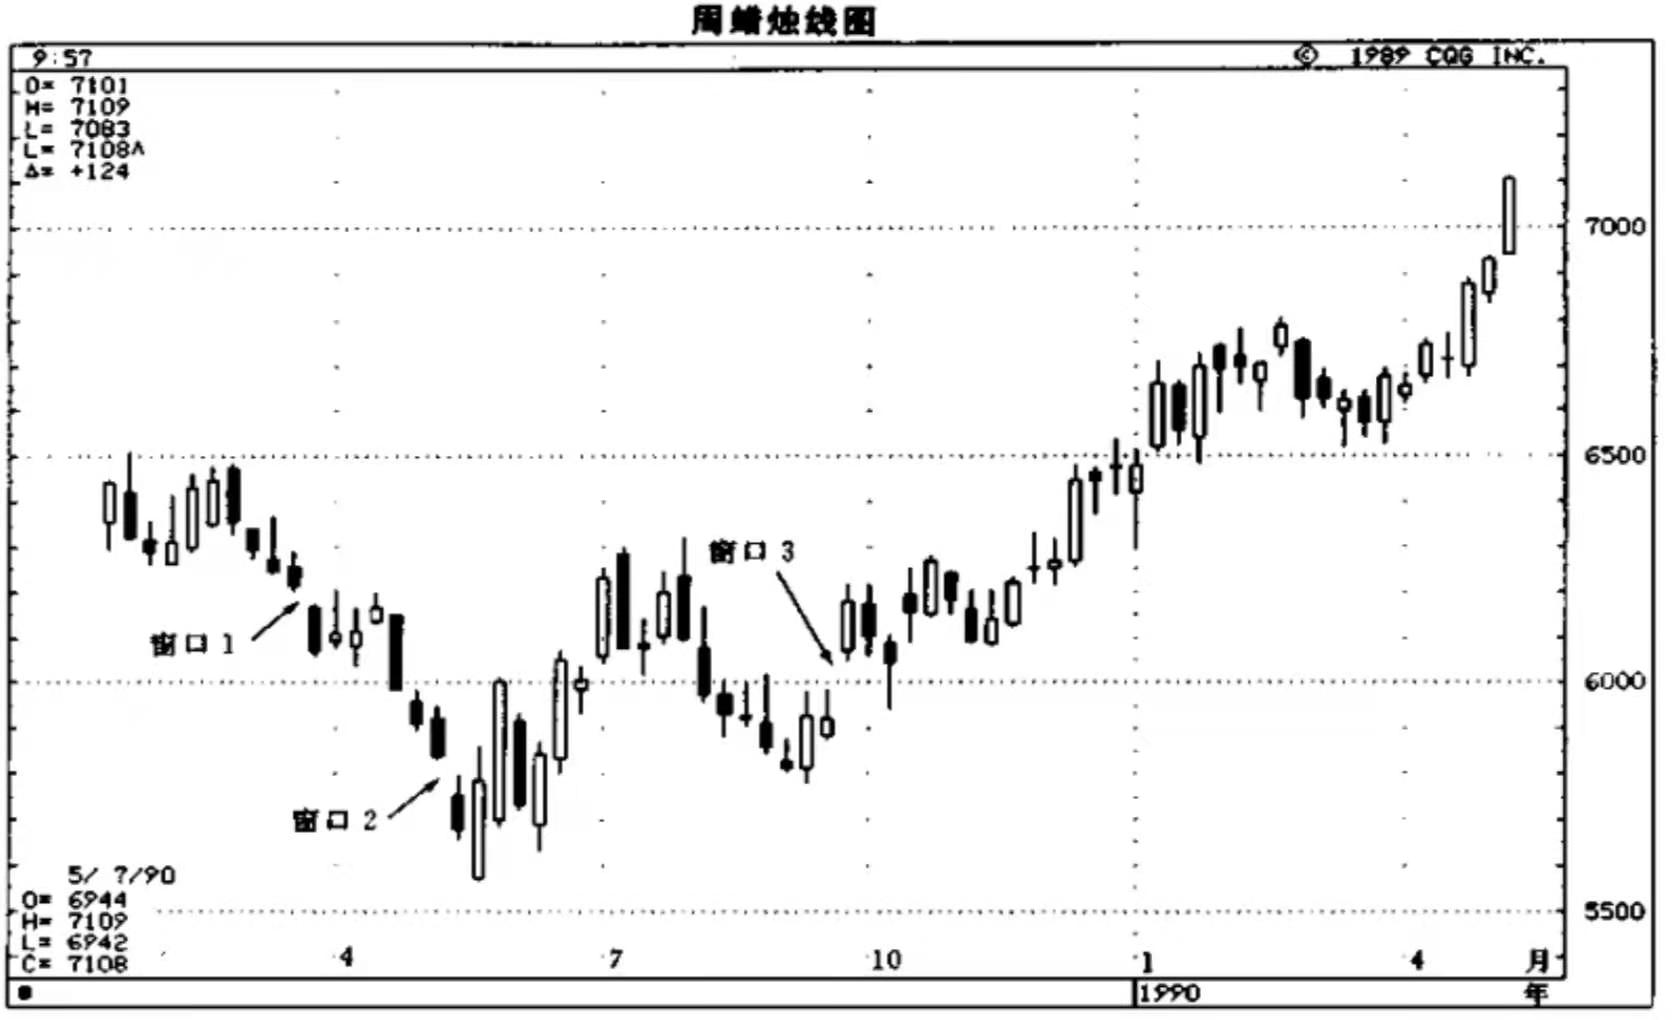 周蜡烛线图
9:57 © 1989 CQG INC.
O= 7101
H= 7109
L= 7083
L= 7108^
Δ= +124
7000
6500
窗口 3
窗口 1
6000
窗口 2
5/ 7/90
O= 6944
H= 7109
L= 6942
C= 7108
5500
4 7 10 1 4 月
1990 年